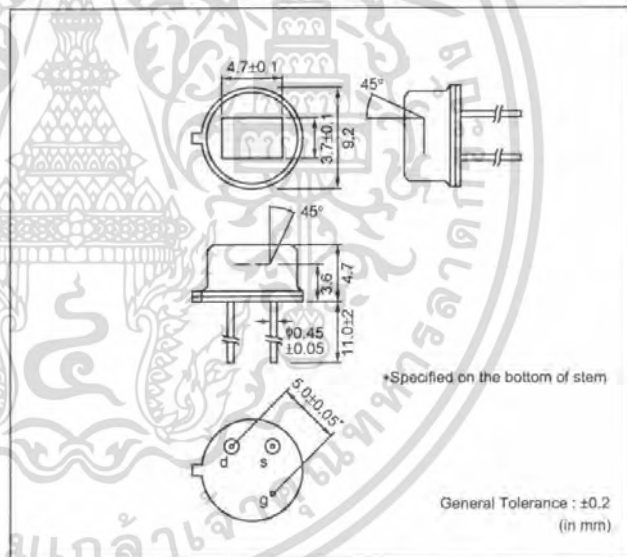 4.7±0.1
3.7±0.1
9.2
45°
45°
3.6
4.7
φ0.45
±0.05
11.0±2
*Specified on the bottom of stem
5.0±0.05*
d
s
g
General Tolerance : ±0.2
(in mm)